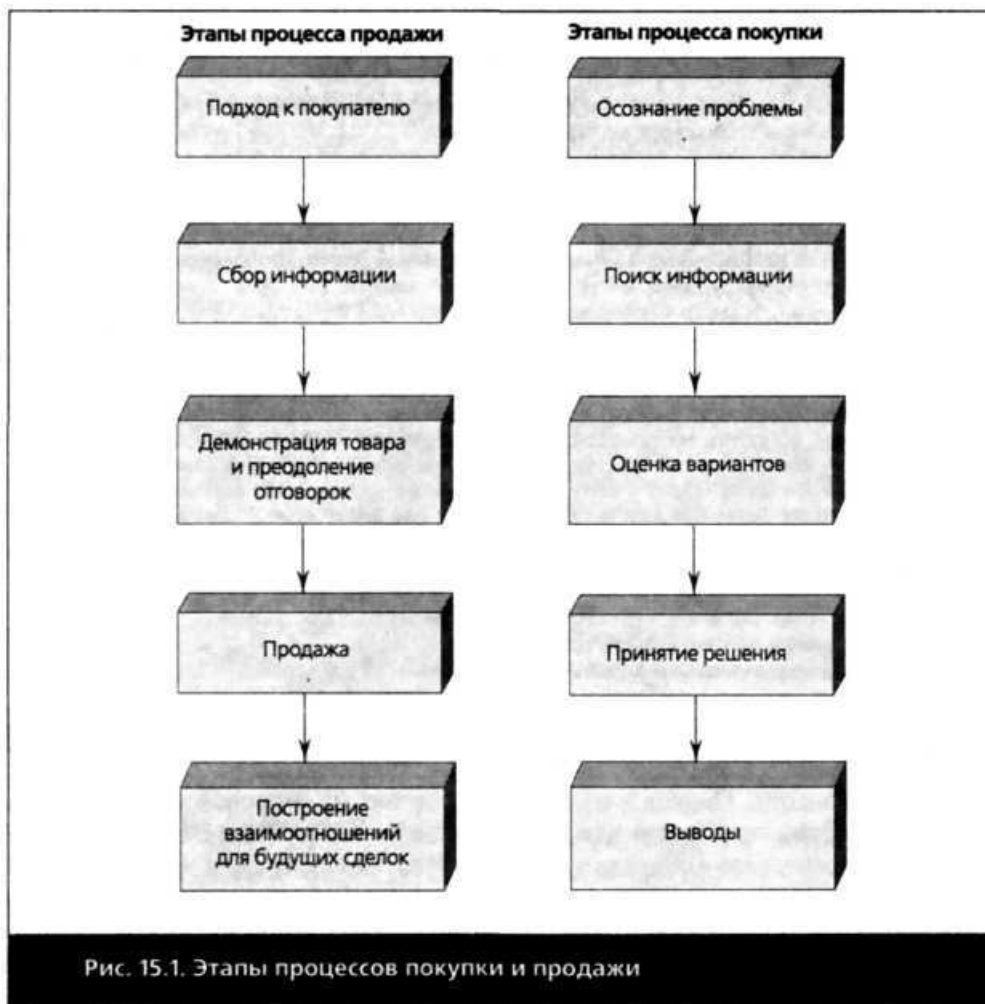 Этапы процесса продажи
Подход к покупателю
Сбор информации
Демонстрация товара
и преодоление
отговорок
Продажа
Построение
взаимоотношений
для будущих сделок
Этапы процесса покупки
Осознание проблемы
Поиск информации
Оценка вариантов
Принятие решения
Выводы
Рис. 15.1. Этапы процессов покупки и продажи